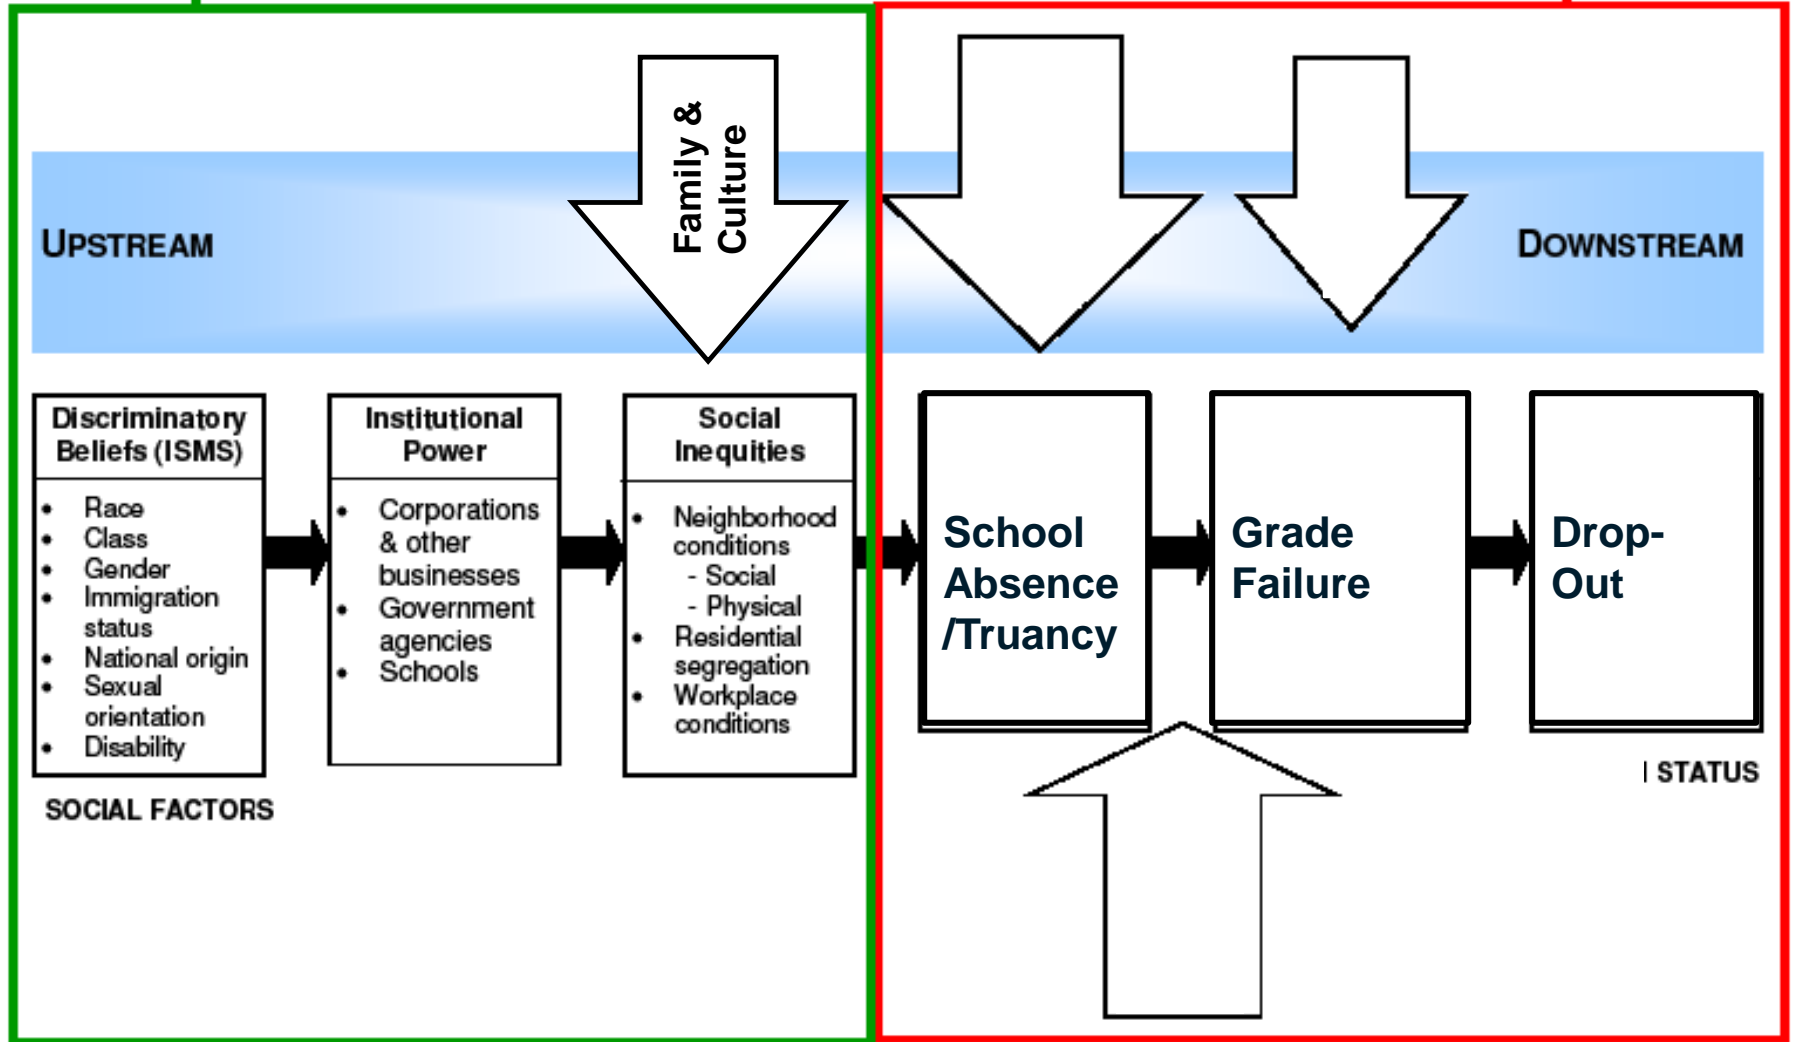 Family &
Culture
UPSTREAM
DOWNSTREAM
Discriminatory
Beliefs (ISMS)
• Race
• Class
• Gender
• Immigration
status
• National origin
• Sexual
orientation
• Disability
SOCIAL FACTORS
Institutional
Power
• Corporations
& other
businesses
• Government
agencies
• Schools
Social
Inequities
• Neighborhood
conditions
- Social
- Physical
• Residential
segregation
• Workplace
conditions
School
Absence
/Truancy
Grade
Failure
Drop-
Out
STATUS